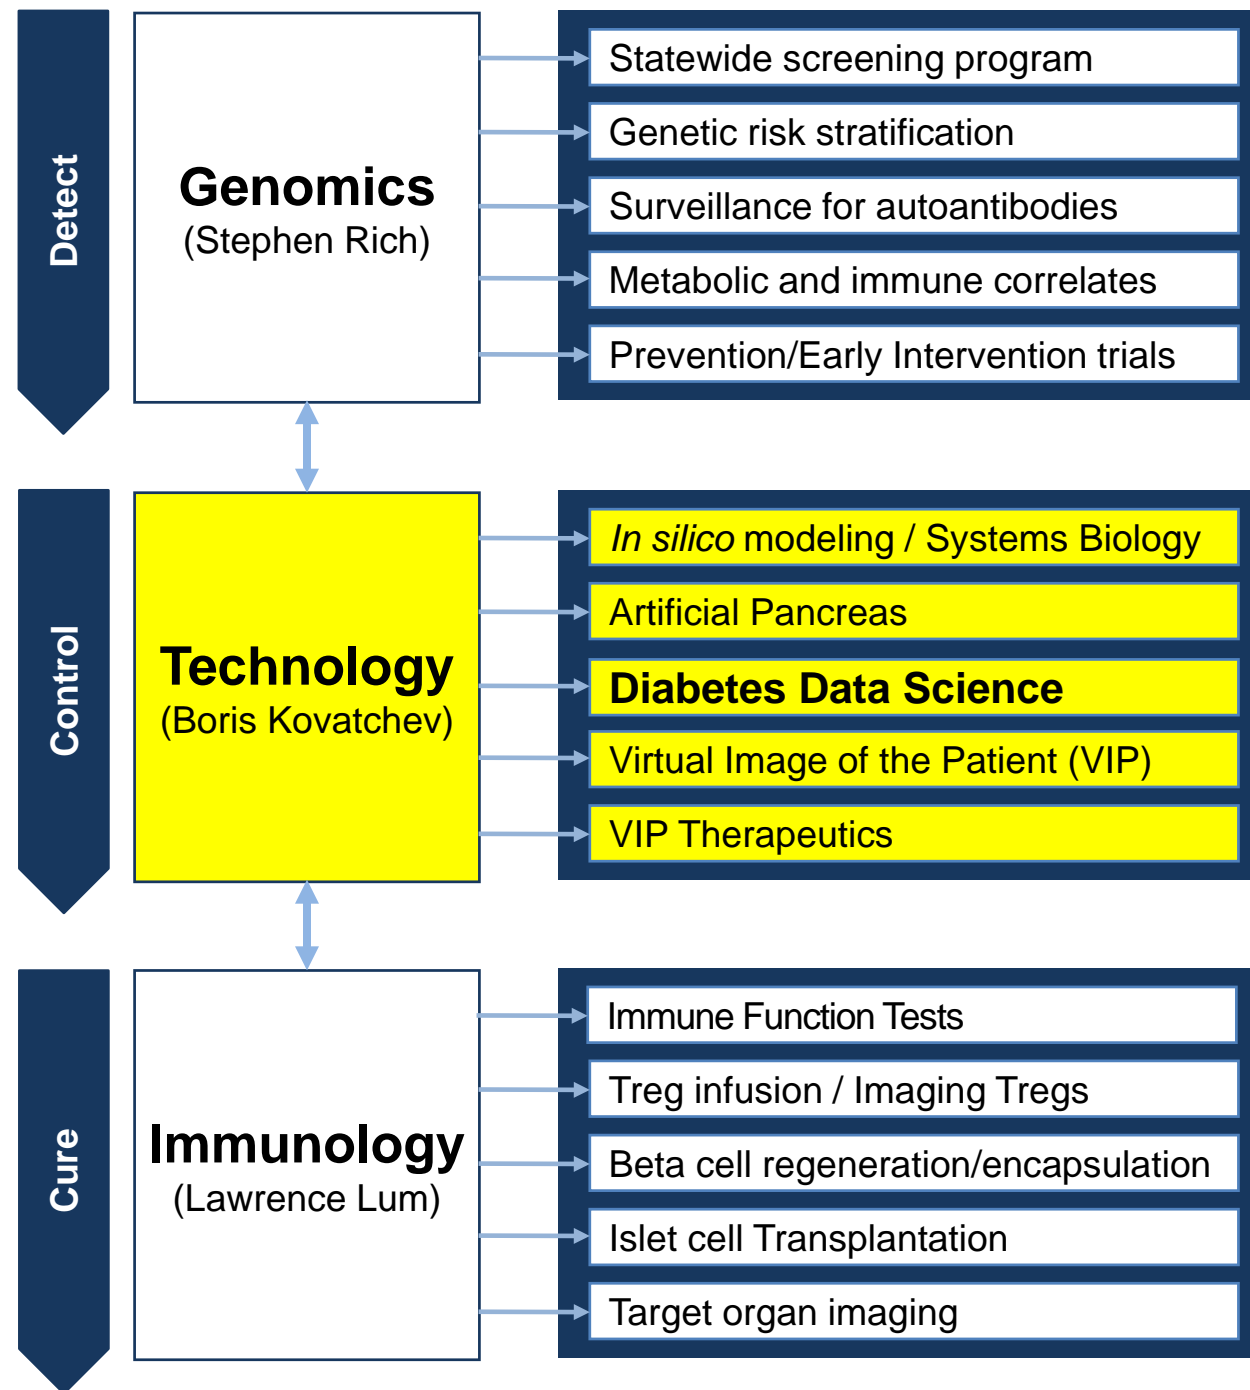 Detect
Genomics
(Stephen Rich)
Statewide screening program
Genetic risk stratification
Surveillance for autoantibodies
Metabolic and immune correlates
Prevention/Early Intervention trials
Control
Technology
(Boris Kovatchev)
In silico modeling / Systems Biology
Artificial Pancreas
Diabetes Data Science
Virtual Image of the Patient (VIP)
VIP Therapeutics
Cure
Immunology
(Lawrence Lum)
Immune Function Tests
Treg infusion / Imaging Tregs
Beta cell regeneration/encapsulation
Islet cell Transplantation
Target organ imaging